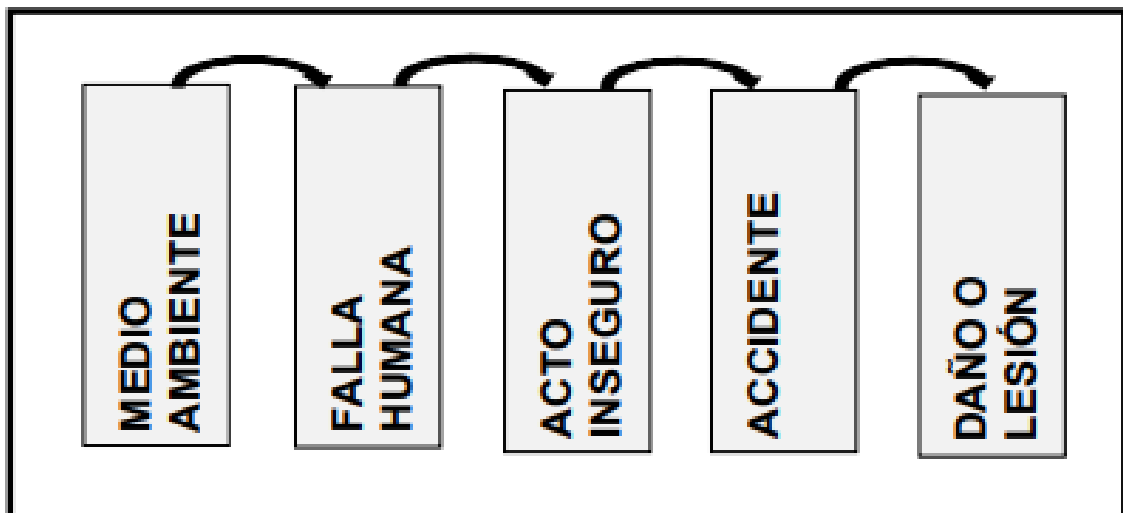 MEDIO
AMBIENTE
FALLA
HUMANA
ACTO
INSEGURO
ACCIDENTE
DAÑO O
LESIÓN